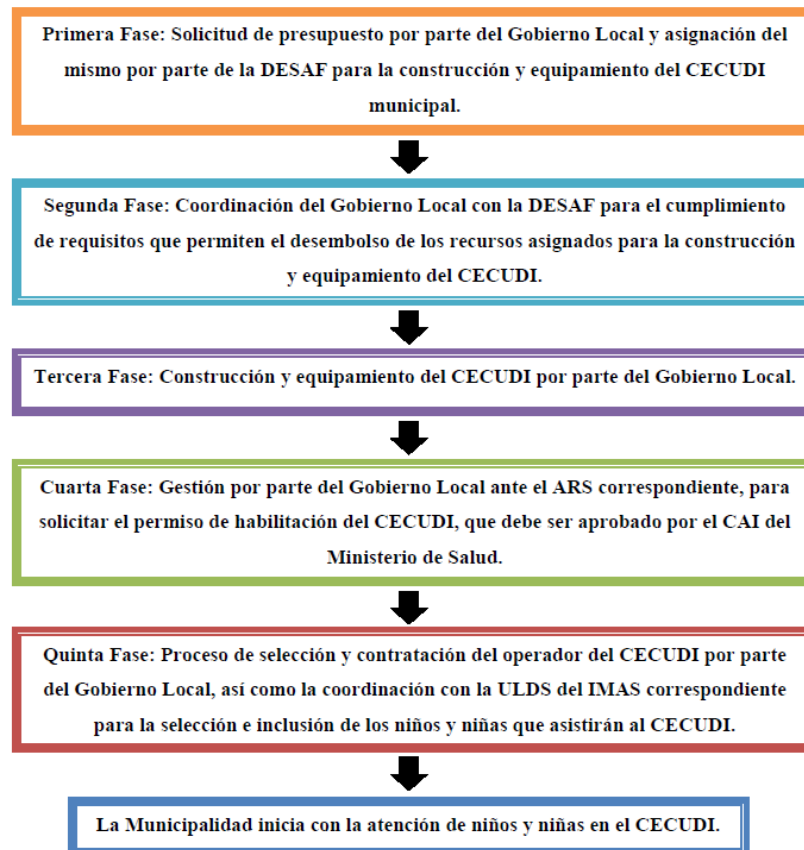 Primera Fase: Solicitud de presupuesto por parte del Gobierno Local y asignación del
mismo por parte de la DESAF para la construcción y equipamiento del CECUDI
municipal.
Segunda Fase: Coordinación del Gobierno Local con la DESAF para el cumplimiento
de requisitos que permiten el desembolso de los recursos asignados para la construcción
y equipamiento del CECUDI.
Tercera Fase: Construcción y equipamiento del CECUDI por parte del Gobierno Local.
Cuarta Fase: Gestión por parte del Gobierno Local ante el ARS correspondiente, para
solicitar el permiso de habilitación del CECUDI, que debe ser aprobado por el CAI del
Ministerio de Salud.
Quinta Fase: Proceso de selección y contratación del operador del CECUDI por parte
del Gobierno Local, así como la coordinación con la ULDS del IMAS correspondiente
para la selección e inclusión de los niños y niñas que asistirán al CECUDI.
La Municipalidad inicia con la atención de niños y niñas en el CECUDI.